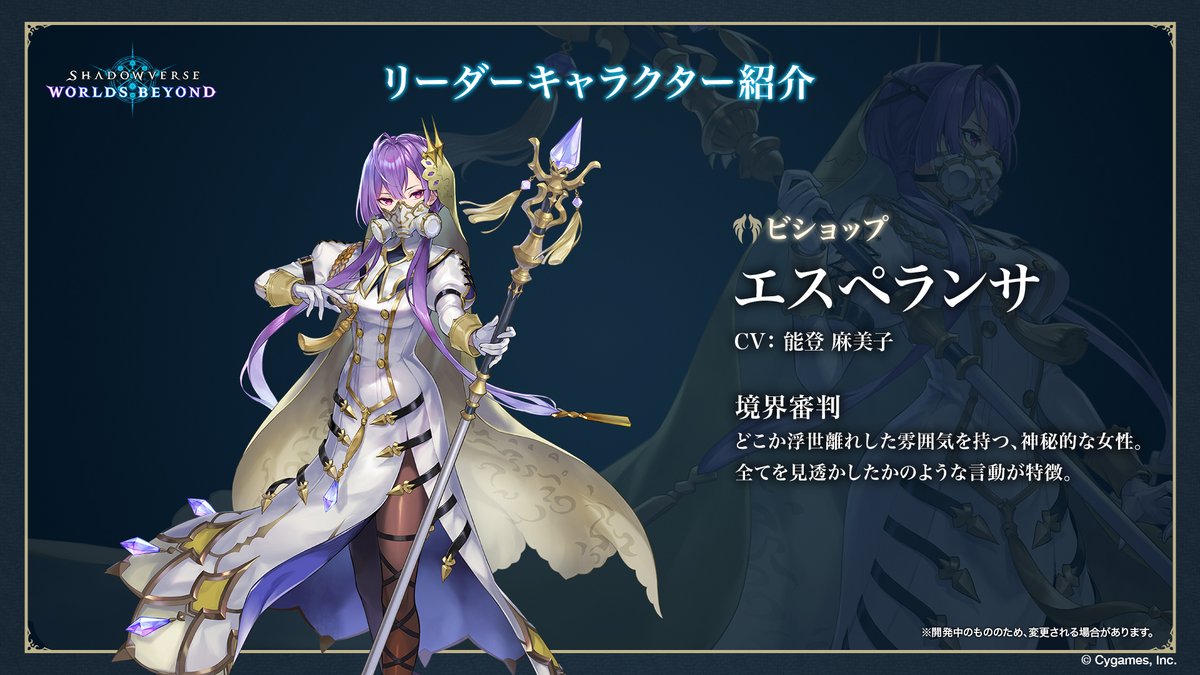 SHADOWVERSE
WORLDS BEYOND
リーダーキャラクター紹介
ビショップ
エスペランサ
CV： 能登 麻美子
境界審判
どこか浮世離れした雰囲気を持つ、神秘的な女性。
全てを見透かしたかのような言動が特徴。
※開発中のもののため、変更される場合があります。
© Cygames, Inc.